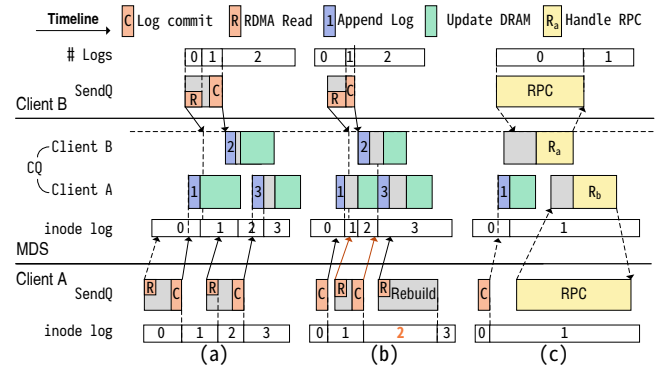 Timeline C Log commit R RDMA Read 1 Append Log Update DRAM Ra Handle RPC
# Logs 0 1 2 0 1 2 0 1
SendQ R C R C RPC
Client B
Client B 2 2 Ra
CQ
Client A 1 3 1 3 Rb
inode log 0 1 2 3 0 1 2 3 0 1
MDS
Client A
SendQ R C R C C R C R Rebuild C RPC
inode log 0 1 2 3 0 1 2 3 0 1
(a) (b) (c)